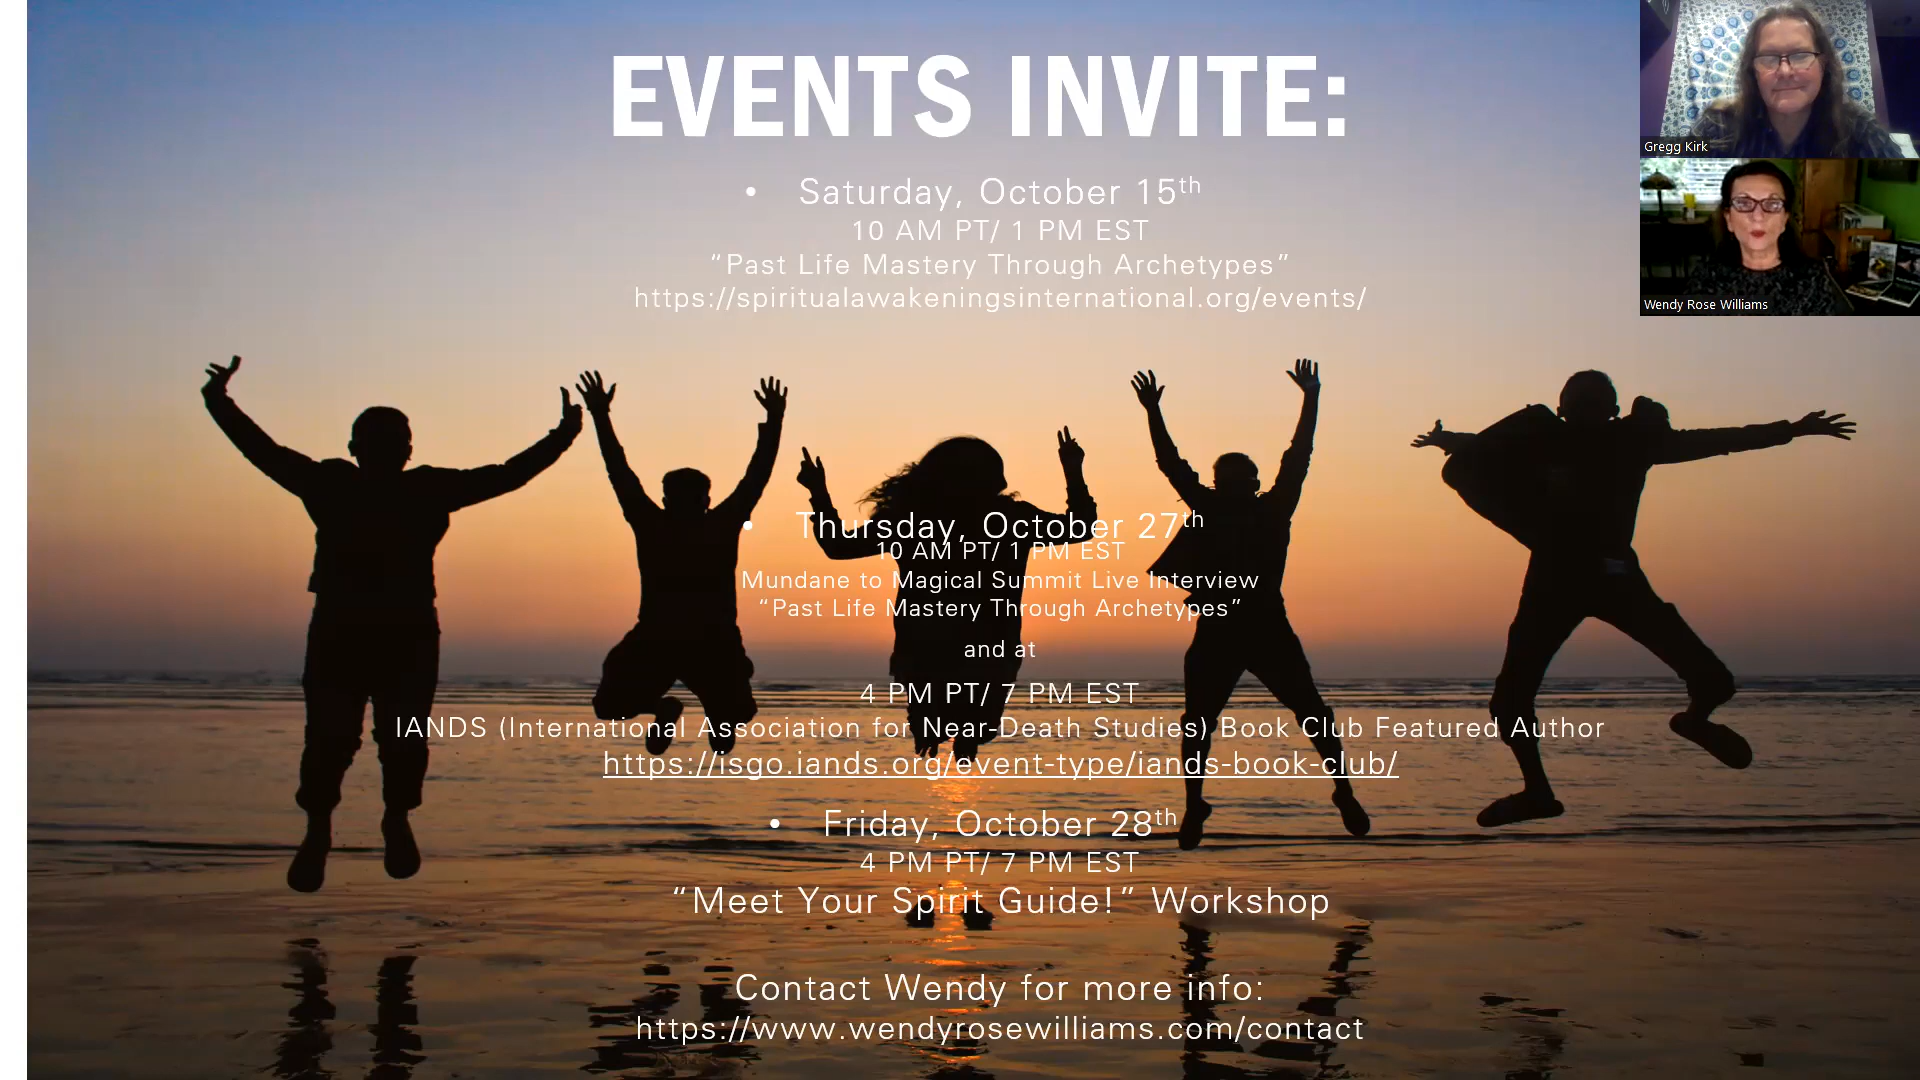 EVENTS INVITE:
• Saturday, October 15th
10 AM PT/ 1 PM EST
“Past Life Mastery Through Archetypes”
https://spiritualawakeningsinternational.org/events/
• Thursday, October 27th
10 AM PT/ 1 PM EST
Mundane to Magical Summit Live Interview
“Past Life Mastery Through Archetypes”
and at
4 PM PT/ 7 PM EST
IANDS (International Association for Near-Death Studies) Book Club Featured Author
https://isgo.iands.org/event-type/iands-book-club/
• Friday, October 28th
4 PM PT/ 7 PM EST
“Meet Your Spirit Guide!” Workshop
Contact Wendy for more info:
https://www.wendyrosewilliams.com/contact
Gregg Kirk
Wendy Rose Williams